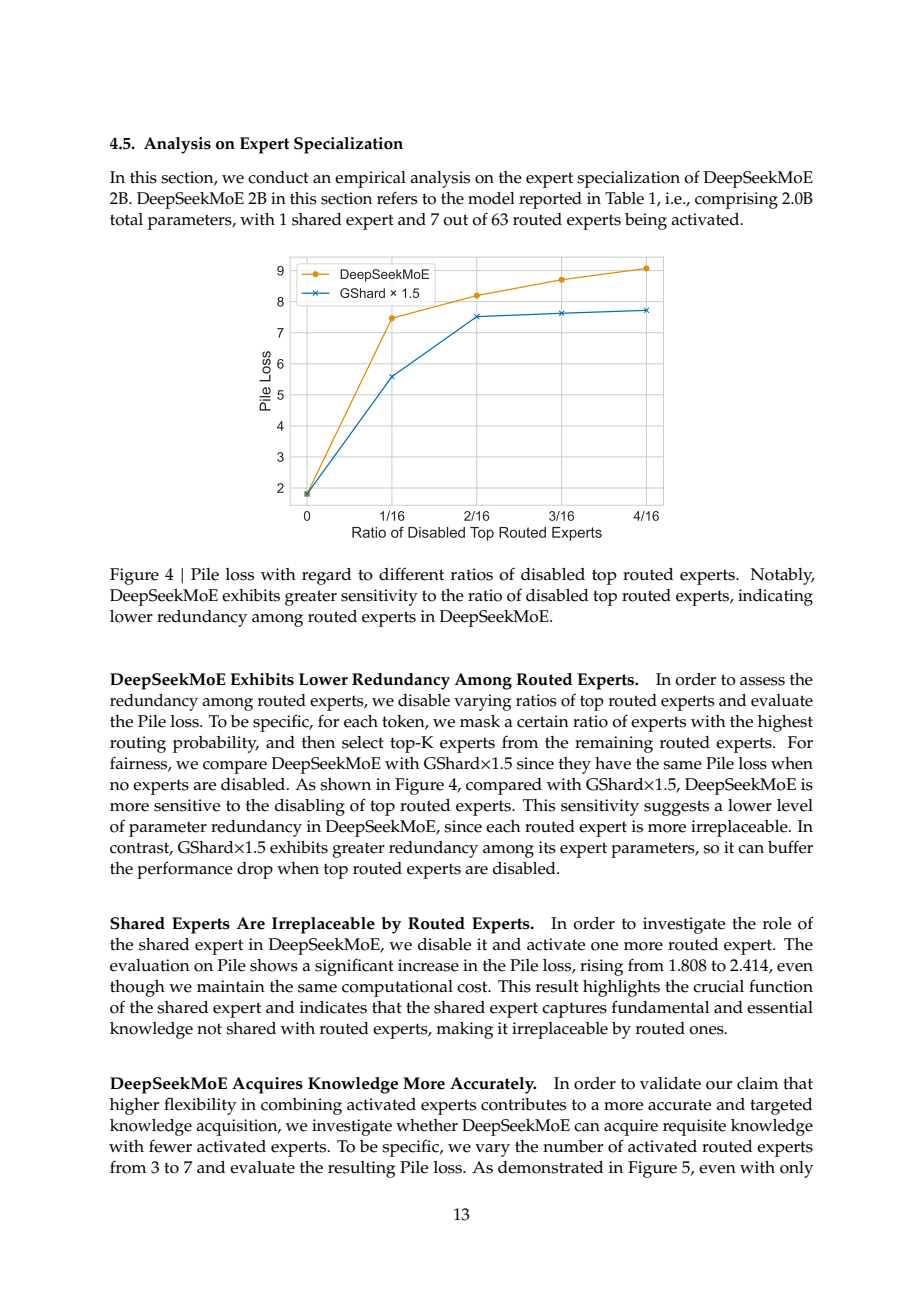 4.5. Analysis on Expert Specialization
In this section, we conduct an empirical analysis on the expert specialization of DeepSeekMoE
2B. DeepSeekMoE 2B in this section refers to the model reported in Table 1, i.e., comprising 2.0B
total parameters, with 1 shared expert and 7 out of 63 routed experts being activated.
DeepSeekMoE
GShard × 1.5
9
8
7
6
5
4
3
2
Pile Loss
0 1/16 2/16 3/16 4/16
Ratio of Disabled Top Routed Experts
Figure 4 | Pile loss with regard to different ratios of disabled top routed experts. Notably,
DeepSeekMoE exhibits greater sensitivity to the ratio of disabled top routed experts, indicating
lower redundancy among routed experts in DeepSeekMoE.
DeepSeekMoE Exhibits Lower Redundancy Among Routed Experts. In order to assess the
redundancy among routed experts, we disable varying ratios of top routed experts and evaluate
the Pile loss. To be specific, for each token, we mask a certain ratio of experts with the highest
routing probability, and then select top-K experts from the remaining routed experts. For
fairness, we compare DeepSeekMoE with GShard×1.5 since they have the same Pile loss when
no experts are disabled. As shown in Figure 4, compared with GShard×1.5, DeepSeekMoE is
more sensitive to the disabling of top routed experts. This sensitivity suggests a lower level
of parameter redundancy in DeepSeekMoE, since each routed expert is more irreplaceable. In
contrast, GShard×1.5 exhibits greater redundancy among its expert parameters, so it can buffer
the performance drop when top routed experts are disabled.
Shared Experts Are Irreplaceable by Routed Experts. In order to investigate the role of
the shared expert in DeepSeekMoE, we disable it and activate one more routed expert. The
evaluation on Pile shows a significant increase in the Pile loss, rising from 1.808 to 2.414, even
though we maintain the same computational cost. This result highlights the crucial function
of the shared expert and indicates that the shared expert captures fundamental and essential
knowledge not shared with routed experts, making it irreplaceable by routed ones.
DeepSeekMoE Acquires Knowledge More Accurately. In order to validate our claim that
higher flexibility in combining activated experts contributes to a more accurate and targeted
knowledge acquisition, we investigate whether DeepSeekMoE can acquire requisite knowledge
with fewer activated experts. To be specific, we vary the number of activated routed experts
from 3 to 7 and evaluate the resulting Pile loss. As demonstrated in Figure 5, even with only
13